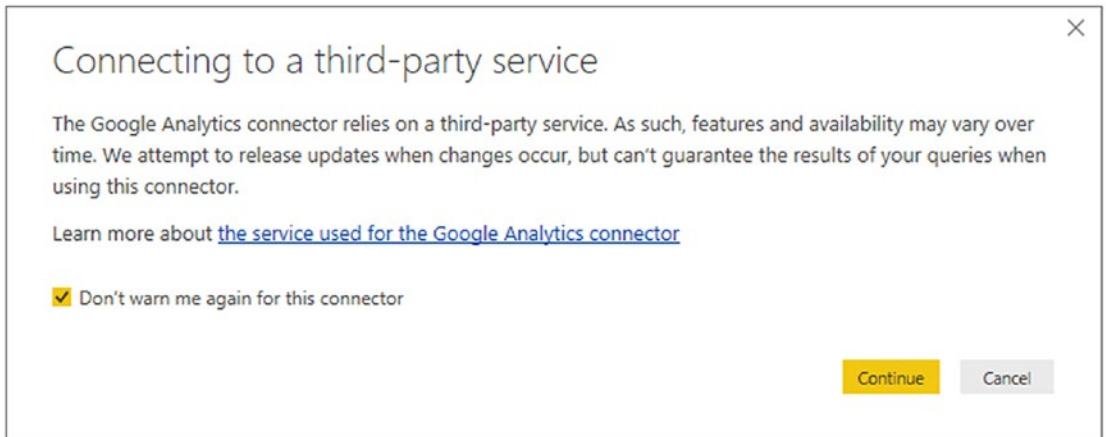 Connecting to a third-party service
The Google Analytics connector relies on a third-party service. As such, features and availability may vary over
time. We attempt to release updates when changes occur, but can't guarantee the results of your queries when
using this connector.
Learn more about the service used for the Google Analytics connector
Don't warn me again for this connector
Continue Cancel